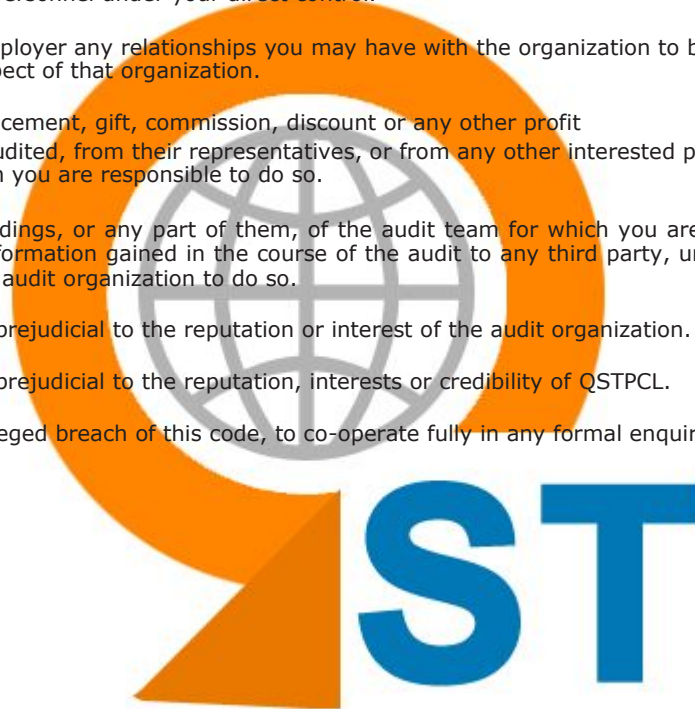 personnel under your direct control.
ployer any relationships you may have with the organization to b
pect of that organization.
cement, gift, commission, discount or any other profit
udited, from their representatives, or from any other interested p
you are responsible to do so.
dings, or any part of them, of the audit team for which you are
formation gained in the course of the audit to any third party, u
audit organization to do so.
prejudicial to the reputation or interest of the audit organization.
prejudicial to the reputation, interests or credibility of QSTPCL.
eged breach of this code, to co-operate fully in any formal enquir
ST